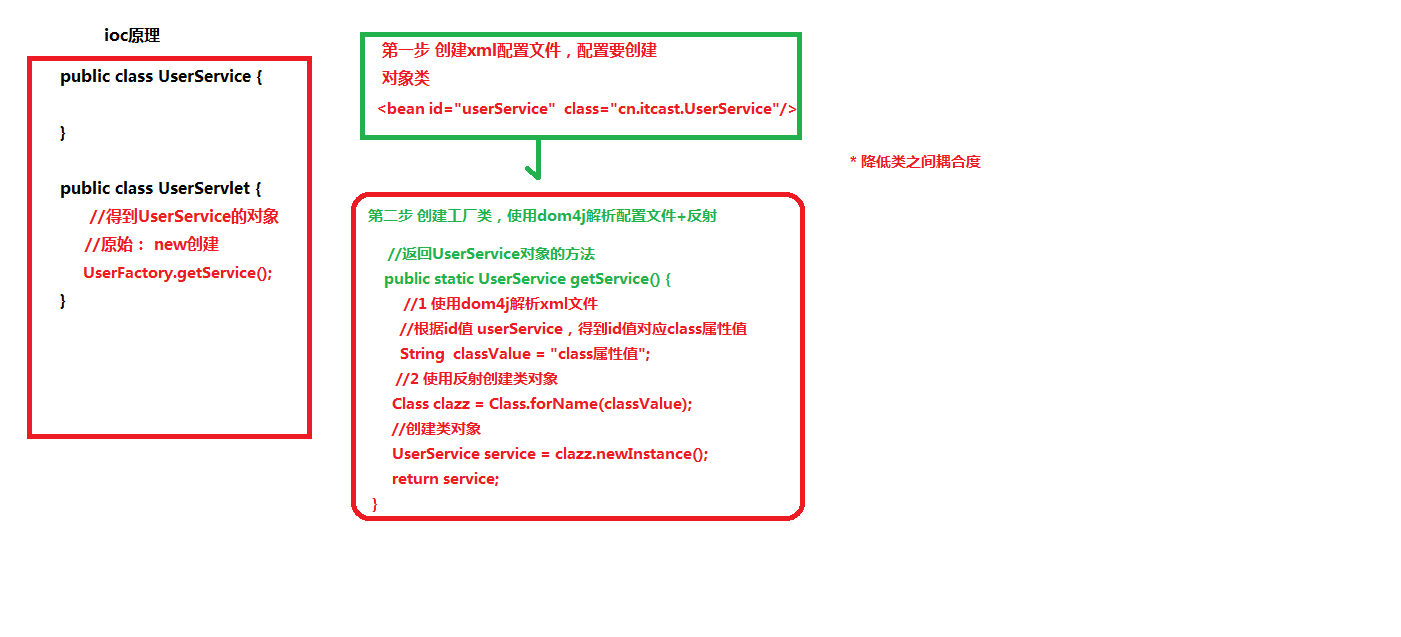 ioc原理
public class UserService {
}
public class UserServlet {
//得到UserService的对象
//原始： new创建
UserFactory.getService();
}
第一步 创建xml配置文件，配置要创建
对象类
<bean id="userService"  class="cn.itcast.UserService"/>
* 降低类之间耦合度
第二步 创建工厂类，使用dom4j解析配置文件+反射
//返回UserService对象的方法
public static UserService getService() {
//1 使用dom4j解析xml文件
//根据id值 userService，得到id值对应class属性值
String  classValue = "class属性值";
//2 使用反射创建类对象
Class clazz = Class.forName(classValue);
//创建类对象
UserService service = clazz.newInstance();
return service;
}